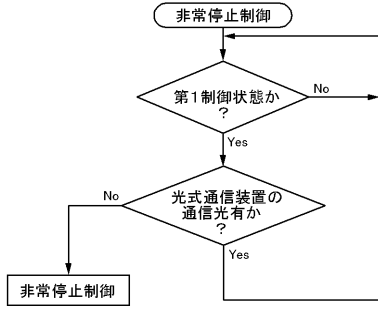 非常停止制御
第1制御状態か
?
No
Yes
光式通信装置の
通信光有か
?
No
Yes
非常停止制御